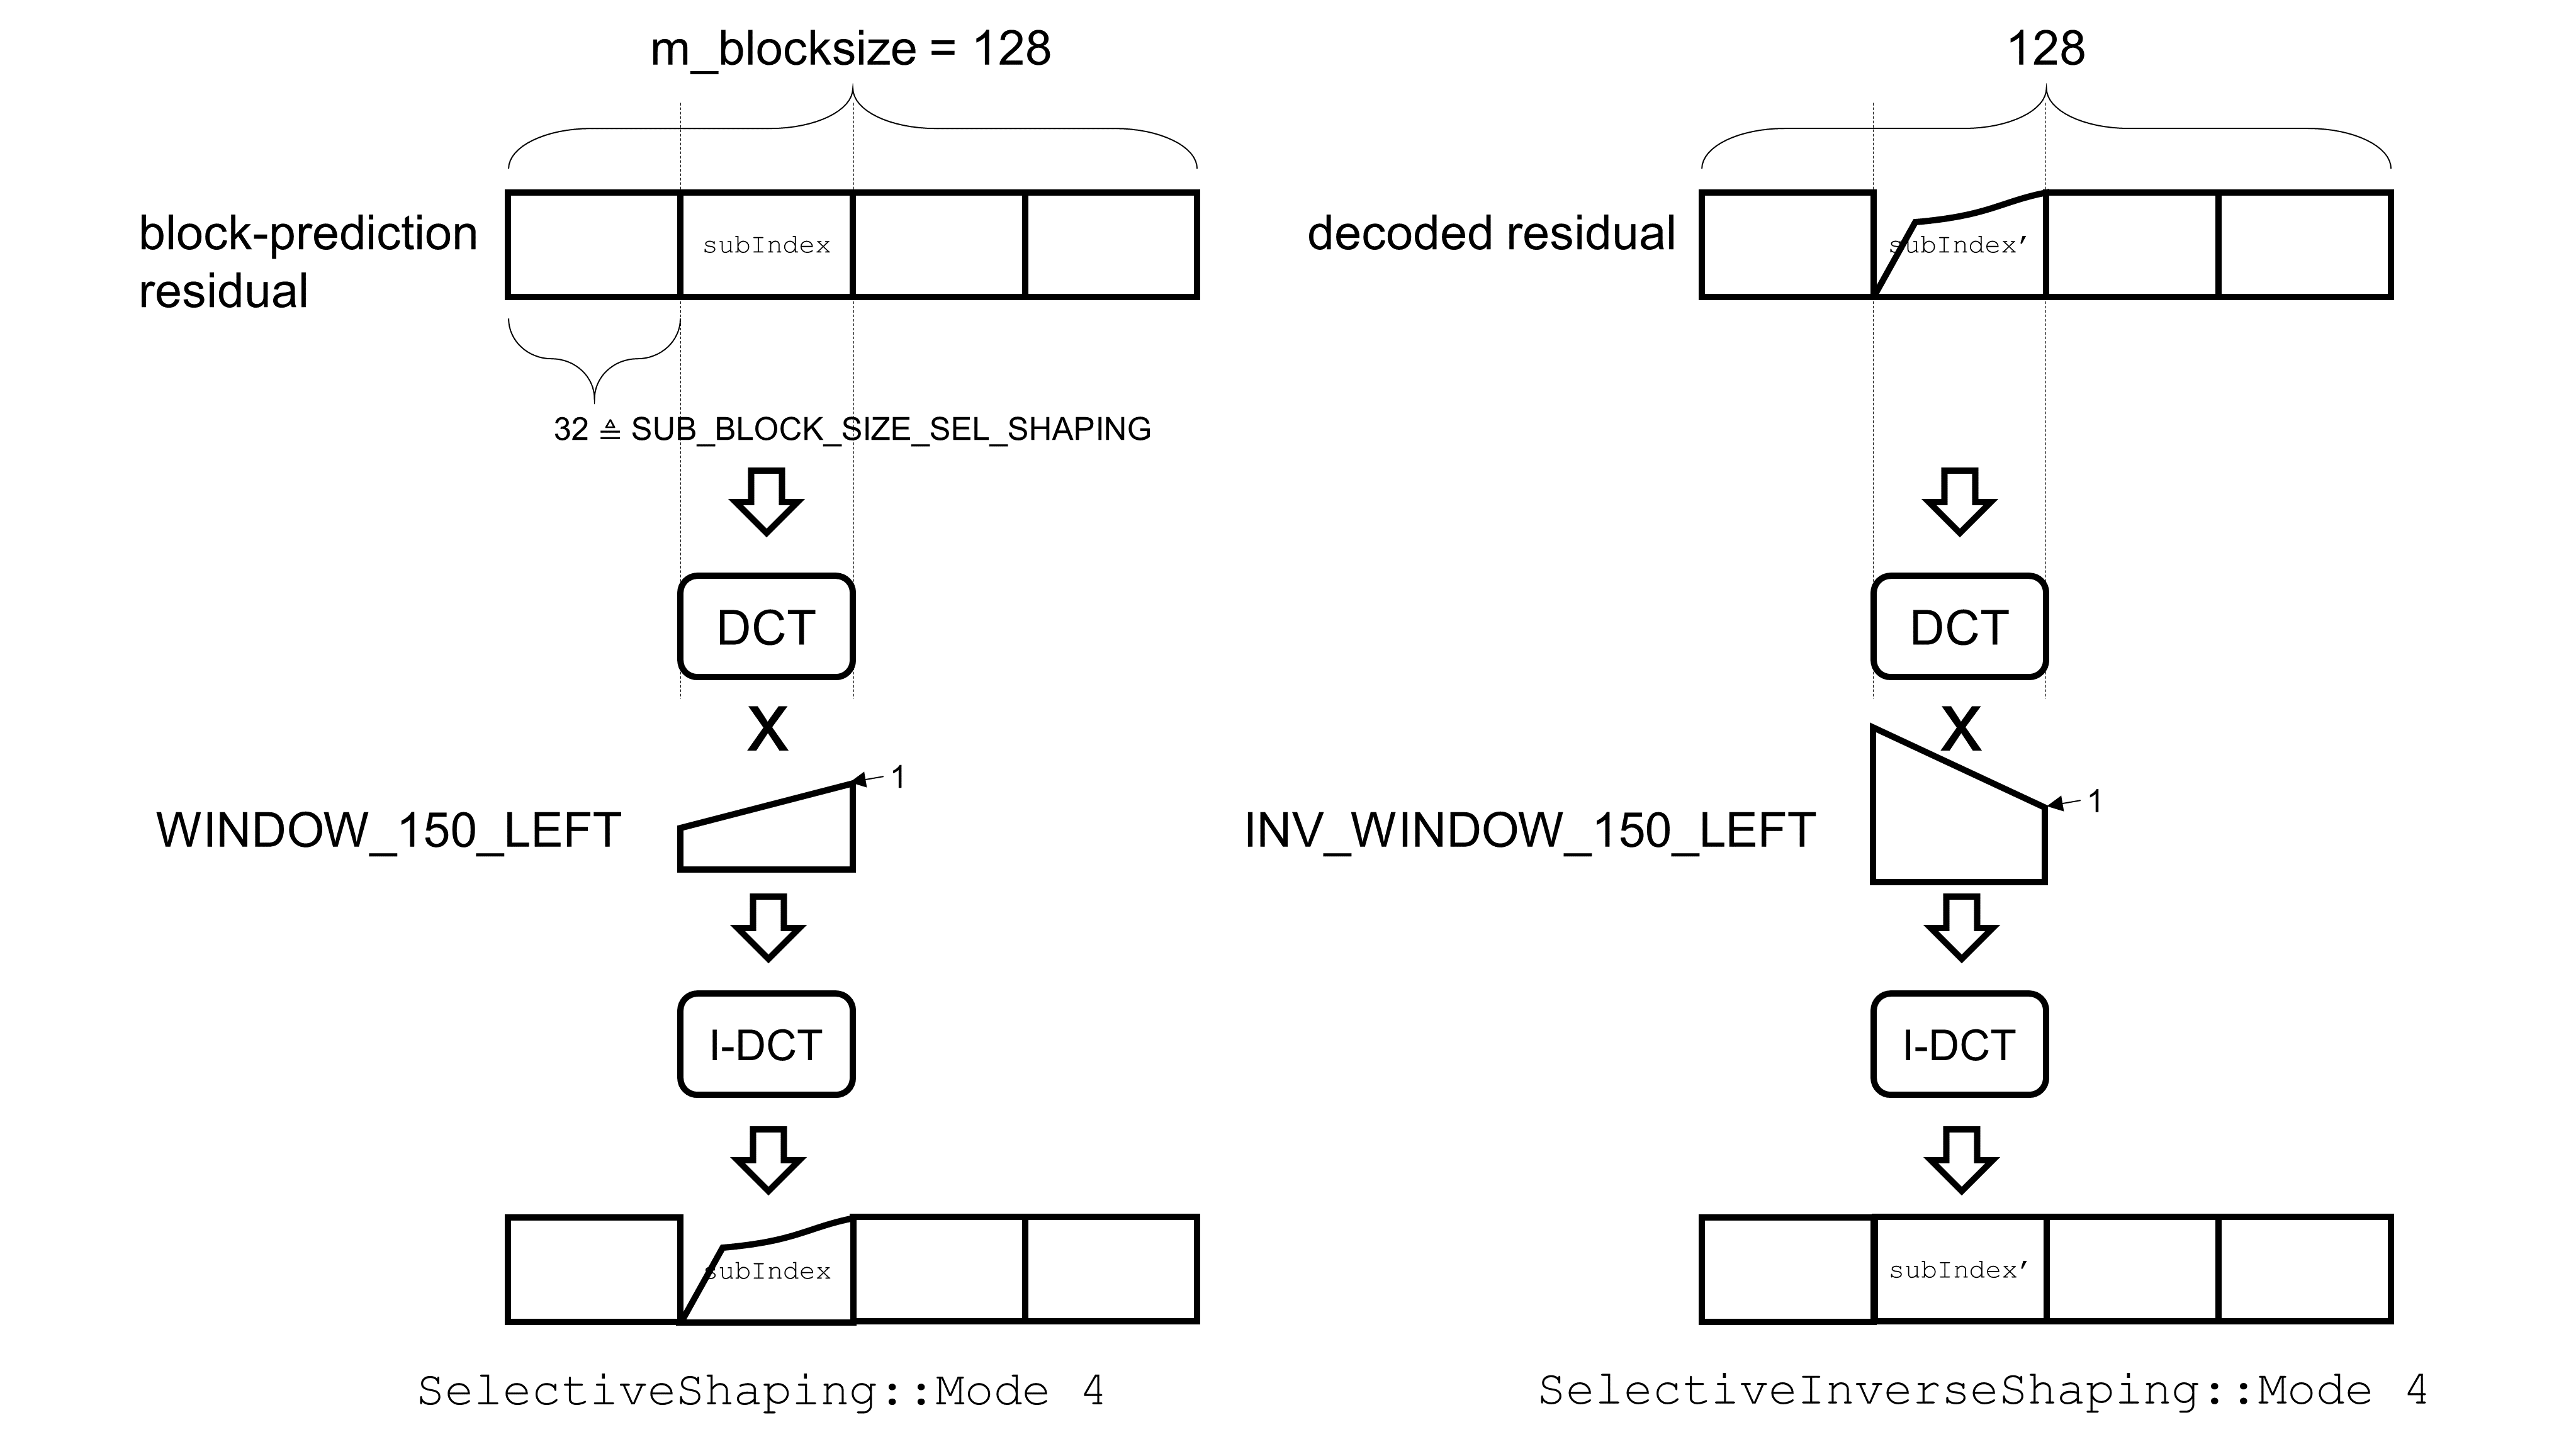 m_blocksize = 128
block-prediction
residual
subIndex
32 ≙ SUB_BLOCK_SIZE_SEL_SHAPING
DCT
X
1
WINDOW_150_LEFT
I-DCT
subIndex
SelectiveShaping::Mode 4
128
decoded residual
subIndex’
DCT
X
1
INV_WINDOW_150_LEFT
I-DCT
subIndex’
SelectiveInverseShaping::Mode 4